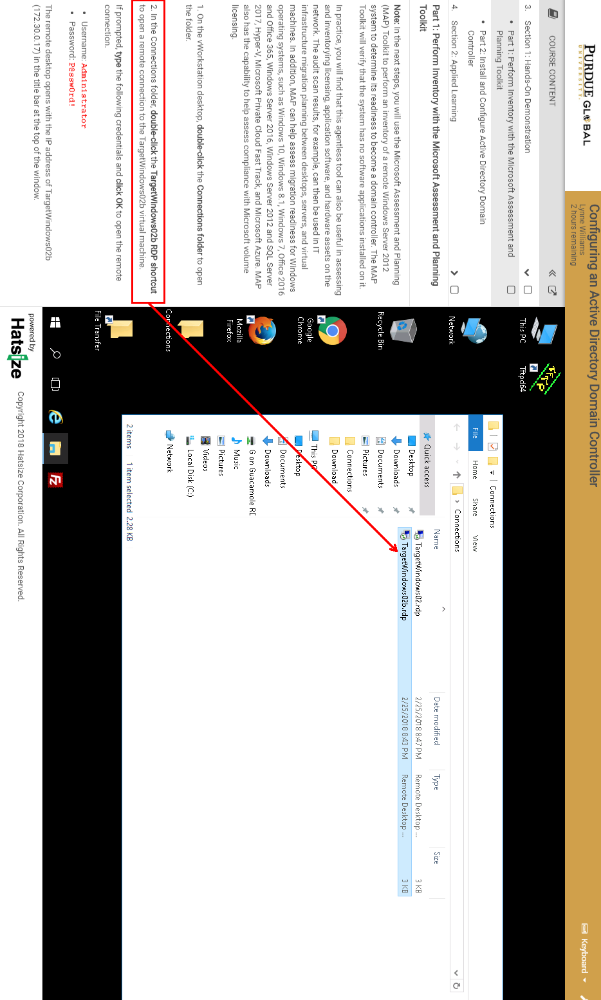 PURDUE
UNIVERSITY.
GLOBAL
Configuring an Active Directory Domain Controller
Lynne Williams
2 hours remaining
Keyboard
COURSE CONTENT
3. Section 1: Hands-On Demonstration
• Part 1: Perform Inventory with the Microsoft Assessment and
Planning Toolkit
• Part 2: Install and Configure Active Directory Domain
Controller
4. Section 2: Applied Learning
Part 1: Perform Inventory with the Microsoft Assessment and Planning
Toolkit
Note: In the next steps, you will use the Microsoft Assessment and Planning
(MAP) Toolkit to perform an inventory of a remote Windows Server 2012
system to determine its readiness to become a domain controller. The MAP
Toolkit will verify that the system has no software applications installed on it.
In practice, you will find that this agentless tool can also be useful in assessing
and inventorying licensing, application software, and hardware assets on the
network. The audit scan results, for example, can then be used in IT
infrastructure migration planning between desktops, servers, and virtual
machines. In addition, MAP can help assess migration readiness for Windows
operating systems, such as Windows 10, Windows 8.1, Windows 7, Office 2016
and Office 365, Windows Server 2016, Windows Server 2012 and SQL Server
2017, Hyper-V, Microsoft Private Cloud Fast Track, and Microsoft Azure. MAP
also has the capability to help assess compliance with Microsoft volume
licensing.
1. On the vWorkstation desktop, double-click the Connections folder to open
the folder.
2. In the Connections folder, double-click the TargetWindows02b RDP shortcut
to open a remote connection to the TargetWindows02b virtual machine.
If prompted, type the following credentials and click OK to open the remote
connection.
• Username: Administrator
• Password: P@ssw0rd!
The remote desktop opens with the IP address of TargetWindows02b
(172.30.0.17) in the title bar at the top of the window.
This PC
Tftpd64
TFTP
Network
Recycle Bin
Google
Chrome
Mozilla
Firefox
Connections
File Transfer
Connections
File
Home
Share
View
Connections
Name
Date modified
Type
Size
TargetWindows02.rdp 2/25/2018 8:47 PM Remote Desktop ... 3 KB
TargetWindows02b.rdp 2/25/2018 8:43 PM Remote Desktop ... 3 KB
Quick access
Desktop
Downloads
Documents
Pictures
Connections
Download
This PC
Desktop
Documents
Downloads
G on Guacamole RD
Music
Pictures
Videos
Local Disk (C:)
Network
2 items 1 item selected 2.28 KB
powered by
Hatsize
Copyright 2018 Hatsize Corporation. All Rights Reserved.